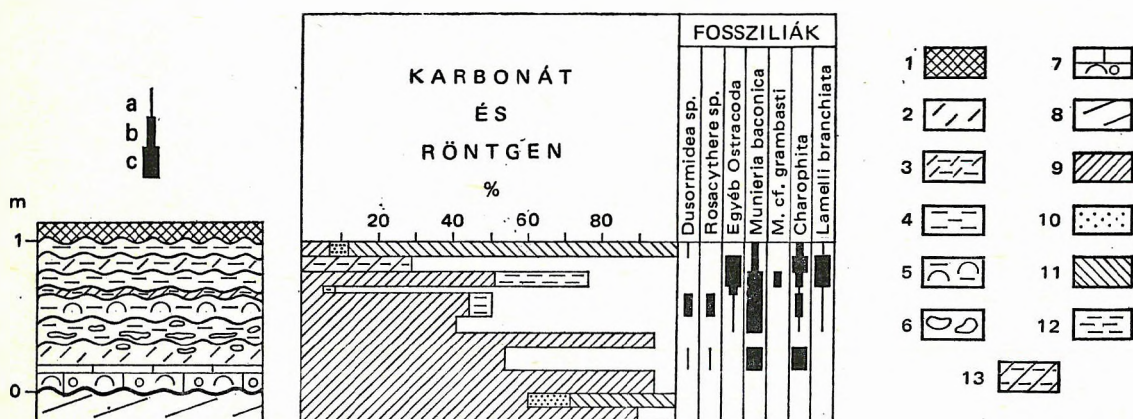 a
b
c
m
1
0
KARBONÁT
ÉS
RÖNTGEN
%
20 40 60 80
FOSSZILIÁK
Dusormidea sp.
Rosacythere sp.
Egyéb Ostracoda
Munieria baconica
M. cf. grambasti
Charophita
Lamelli branchiata
1
2
3
4
5
6
7
8
9
10
11
12
13